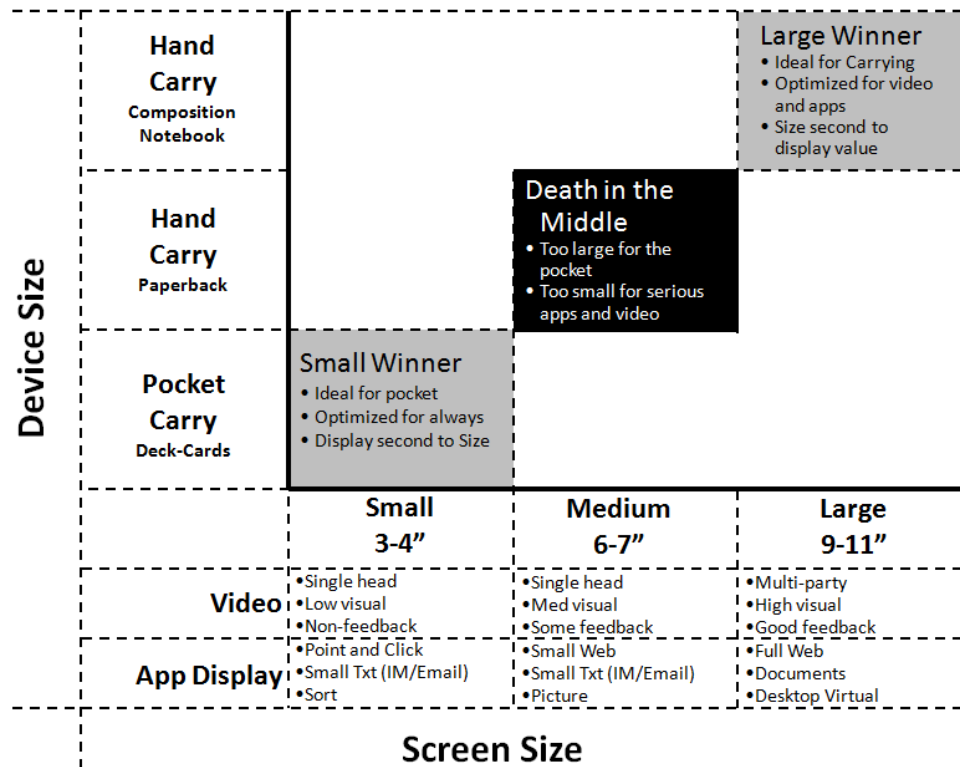 Device Size
Hand
Carry
Composition
Notebook
Large Winner
• Ideal for Carrying
• Optimized for video
and apps
• Size second to
display value
Hand
Carry
Paperback
Death in the
Middle
• Too large for the
pocket
• Too small for serious
apps and video
Pocket
Carry
Deck-Cards
Small Winner
• Ideal for pocket
• Optimized for always
• Display second to Size
Small
3-4”
Medium
6-7”
Large
9-11”
Video
•Single head
•Low visual
•Non-feedback
•Single head
•Med visual
•Some feedback
•Multi-party
•High visual
•Good feedback
App Display
•Point and Click
•Small Txt (IM/Email)
•Sort
•Small Web
•Small Txt (IM/Email)
•Picture
•Full Web
•Documents
•Desktop Virtual
Screen Size